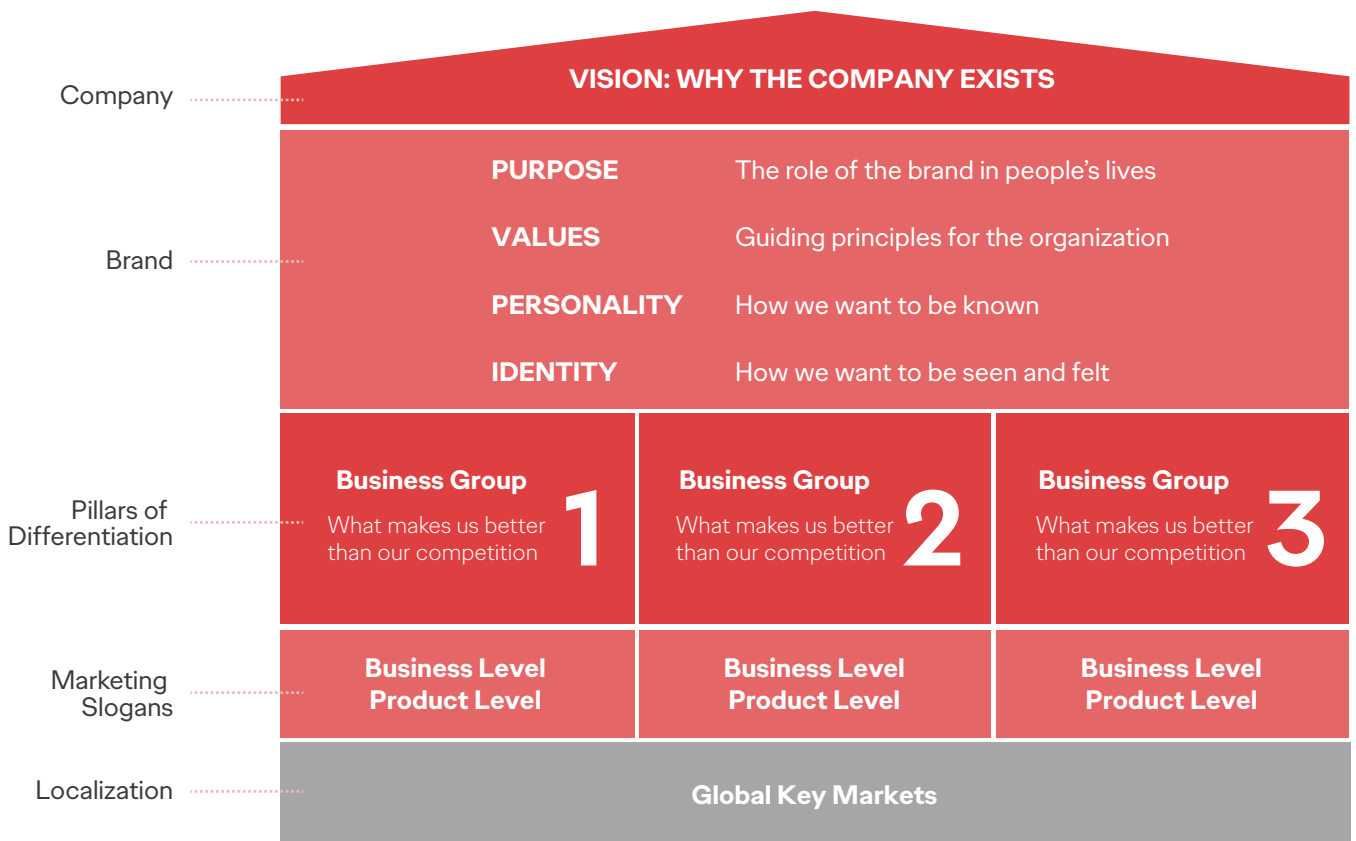 Company
VISION: WHY THE COMPANY EXISTS
Brand
PURPOSE The role of the brand in people’s lives
VALUES Guiding principles for the organization
PERSONALITY How we want to be known
IDENTITY How we want to be seen and felt
Pillars of
Differentiation
Business Group
What makes us better
than our competition
1
Business Group
What makes us better
than our competition
2
Business Group
What makes us better
than our competition
3
Marketing
Slogans
Business Level
Product Level
Business Level
Product Level
Business Level
Product Level
Localization
Global Key Markets